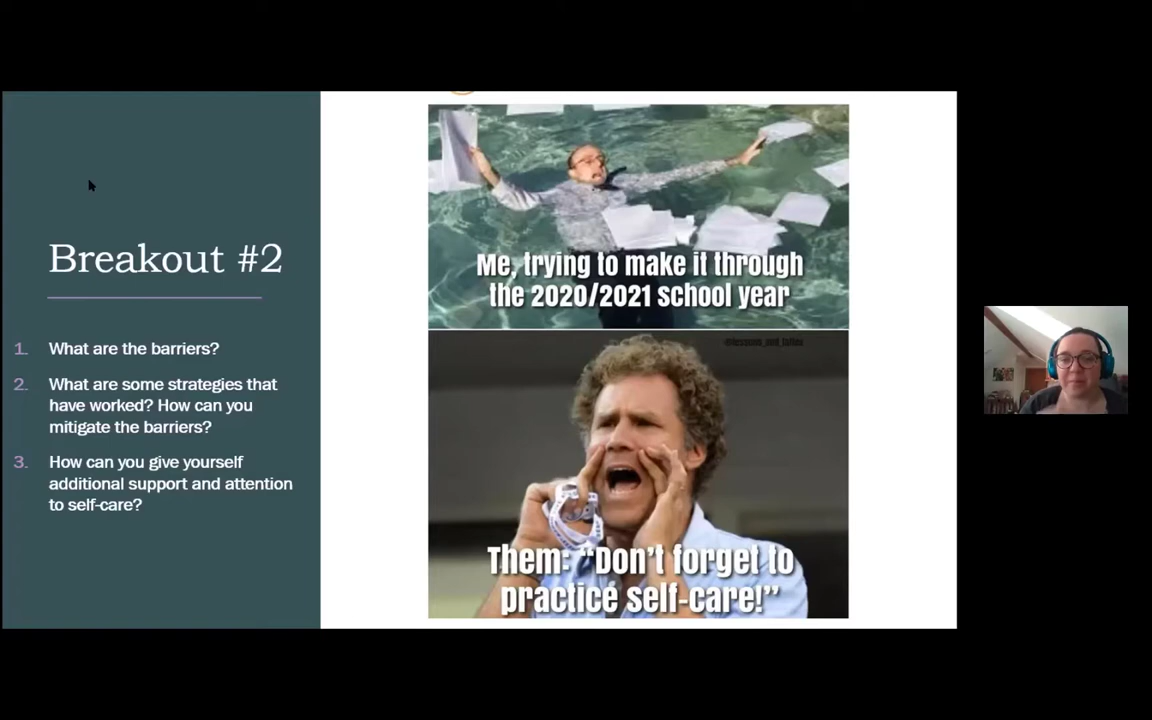 Breakout #2
1. What are the barriers?
2. What are some strategies that
have worked? How can you
mitigate the barriers?
3. How can you give yourself
additional support and attention
to self-care?
Me, trying to make it through
the 2020/2021 school year
Them: “Don’t forget to
practice self-care!”